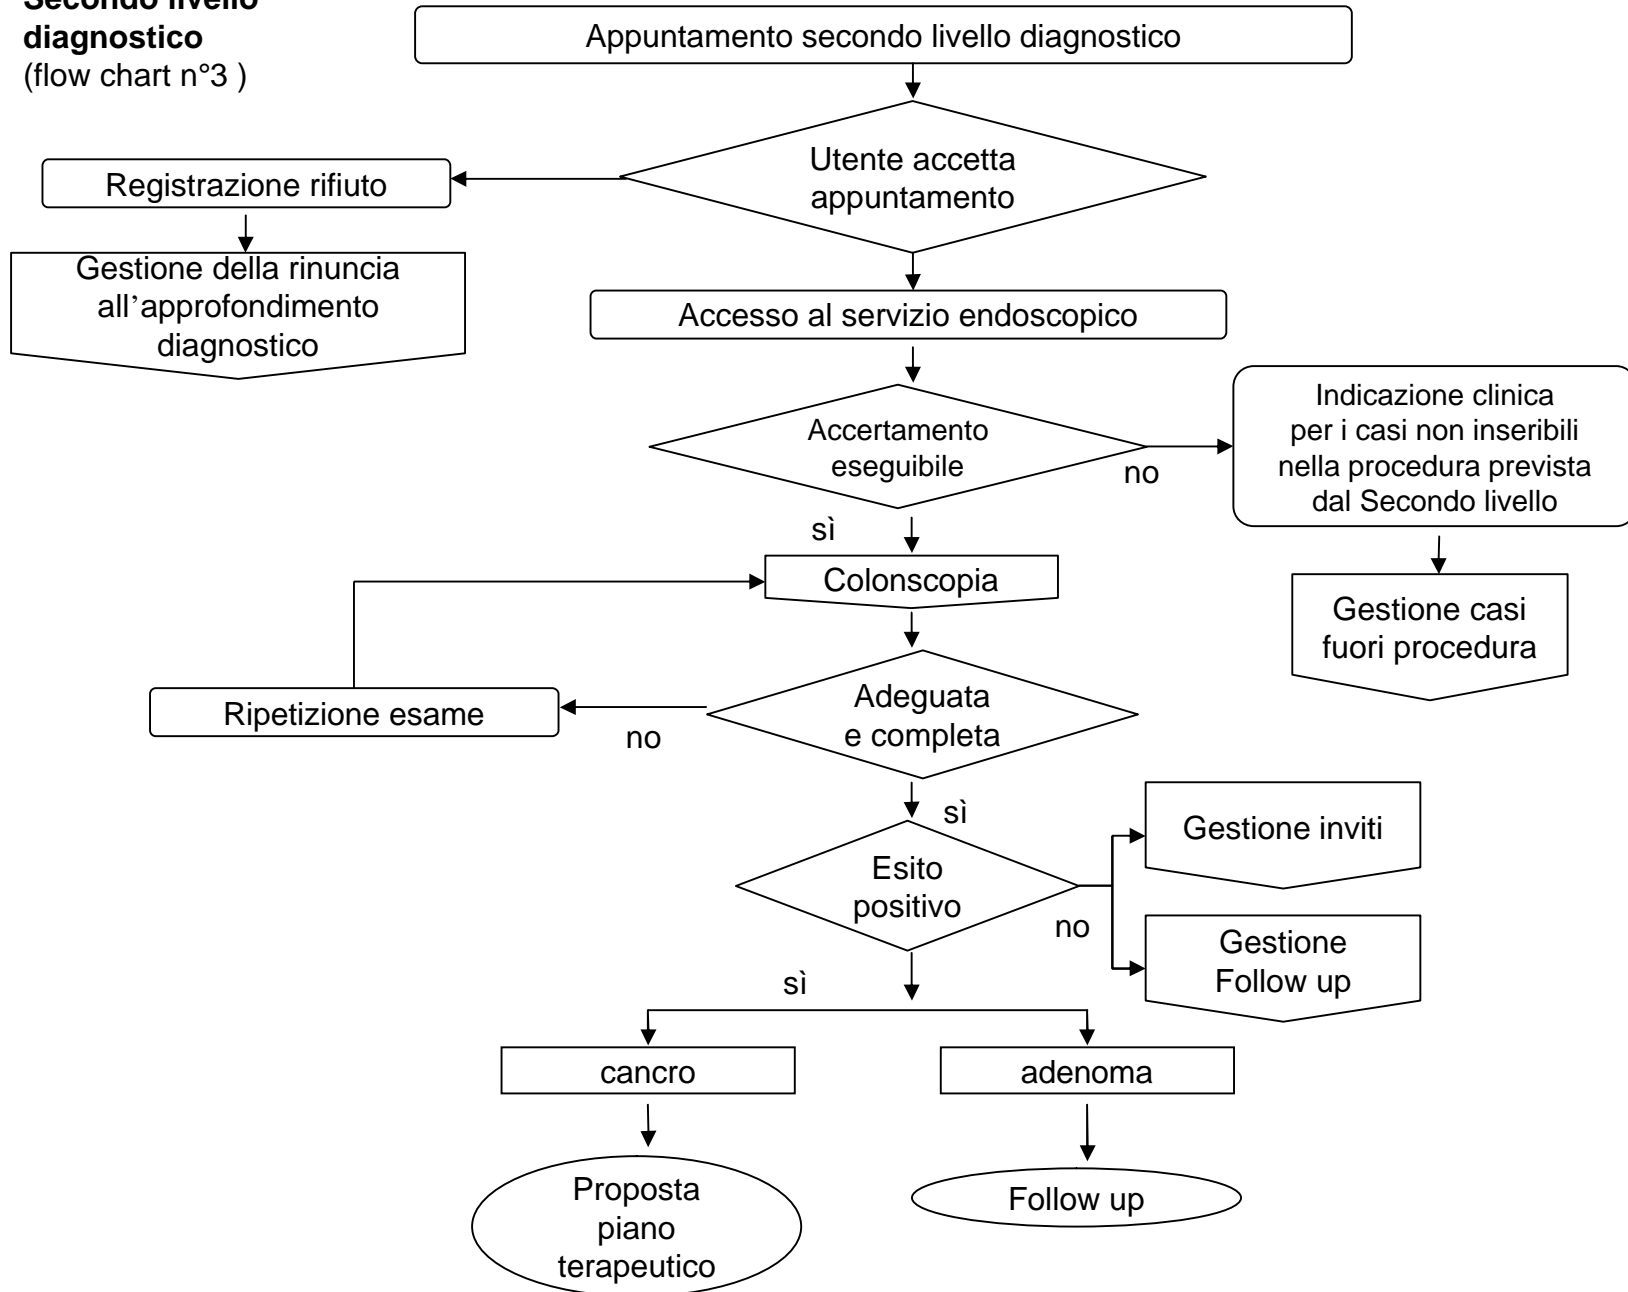 Secondo livello
diagnostico
(flow chart n°3 )
Appuntamento secondo livello diagnostico
Utente accetta
appuntamento
Registrazione rifiuto
Gestione della rinuncia
all’approfondimento
diagnostico
Accesso al servizio endoscopico
Accertamento
eseguibile
no
Indicazione clinica
per i casi non inseribili
nella procedura prevista
dal Secondo livello
sì
Colonscopia
Gestione casi
fuori procedura
Adeguata
e completa
no
Ripetizione esame
sì
Esito
positivo
no
Gestione inviti
Gestione
Follow up
sì
cancro
adenoma
Proposta
piano
terapeutico
Follow up